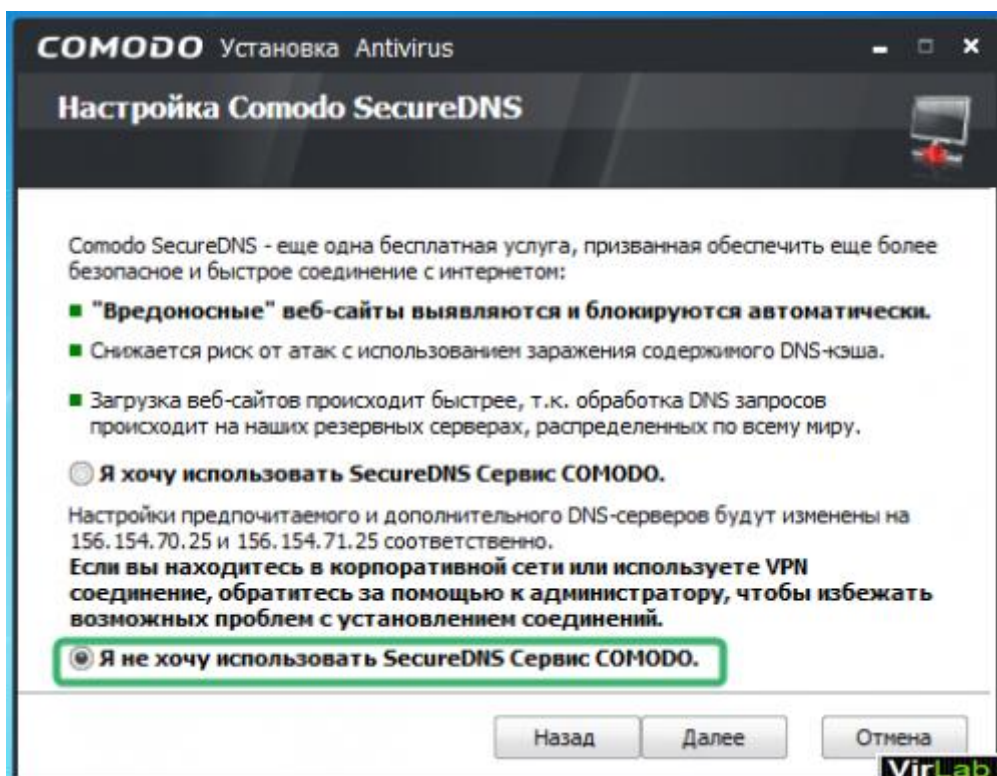 COMODO Установка Antivirus
Настройка Comodo SecureDNS
Comodo SecureDNS - еще одна бесплатная услуга, призванная обеспечить еще более
безопасное и быстрое соединение с интернетом:
"Вредоносные" веб-сайты выявляются и блокируются автоматически.
Снижается риск от атак с использованием заражения содержимого DNS-кэша.
Загрузка веб-сайтов происходит быстрее, т.к. обработка DNS запросов
происходит на наших резервных серверах, распределенных по всему миру.
Я хочу использовать SecureDNS Сервис COMODO.
Настройки предпочитаемого и дополнительного DNS-серверов будут изменены на
156.154.70.25 и 156.154.71.25 соответственно.
Если вы находитесь в корпоративной сети или используете VPN
соединение, обратитесь за помощью к администратору, чтобы избежать
возможных проблем с установлением соединений.
Я не хочу использовать SecureDNS Сервис COMODO.
Назад Далее Отмена
VirLab